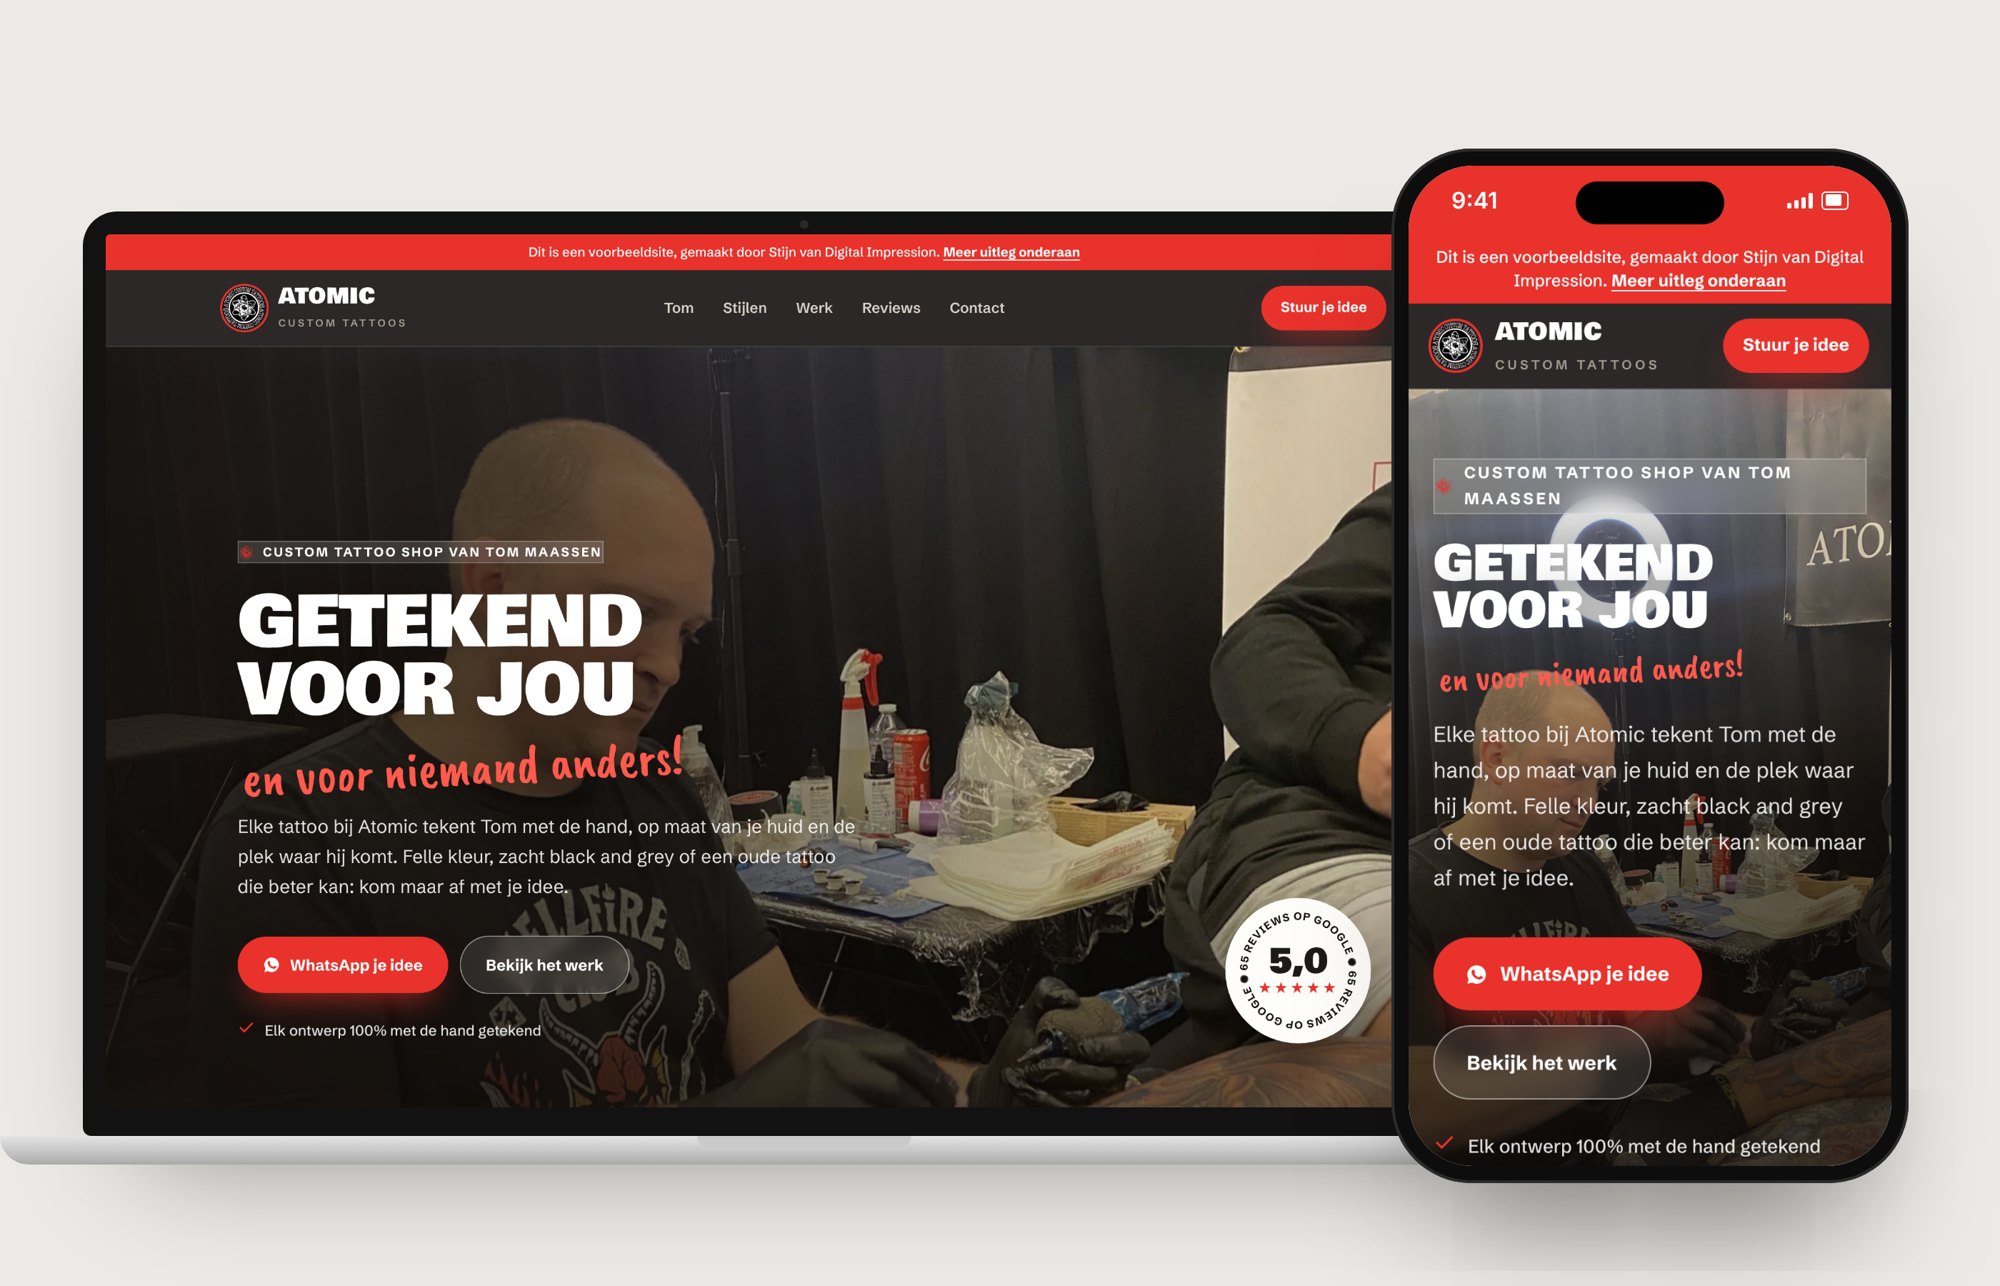 Dit is een voorbeeldsite, gemaakt door Stijn van Digital Impression. Meer uitleg onderaan
ATOMIC
CUSTOM TATTOOS
Tom
Stijlen
Werk
Reviews
Contact
Stuur je idee
CUSTOM TATTOO SHOP VAN TOM MAASSEN
GETEKEND
VOOR JOU
en voor niemand anders!
Elke tattoo bij Atomic tekent Tom met de hand, op maat van je huid en de
plek waar hij komt. Felle kleur, zacht black and grey of een oude tattoo
die beter kan: kom maar af met je idee.
WhatsApp je idee
Bekijk het werk
Elk ontwerp 100% met de hand getekend
HELLFIRE
CLUB
65 REVIEWS OP GOOGLE
65 REVIEWS OP GOOGLE
5,0
9:41
Dit is een voorbeeldsite, gemaakt door Stijn van Digital
Impression. Meer uitleg onderaan
ATOMIC
CUSTOM TATTOOS
Stuur je idee
CUSTOM TATTOO SHOP VAN TOM
MAASSEN
ATO
GETEKEND
VOOR JOU
en voor niemand anders!
Elke tattoo bij Atomic tekent Tom met de
hand, op maat van je huid en de plek waar
hij komt. Felle kleur, zacht black and grey
of een oude tattoo die beter kan: kom maar
af met je idee.
WhatsApp je idee
Bekijk het werk
Elk ontwerp 100% met de hand getekend